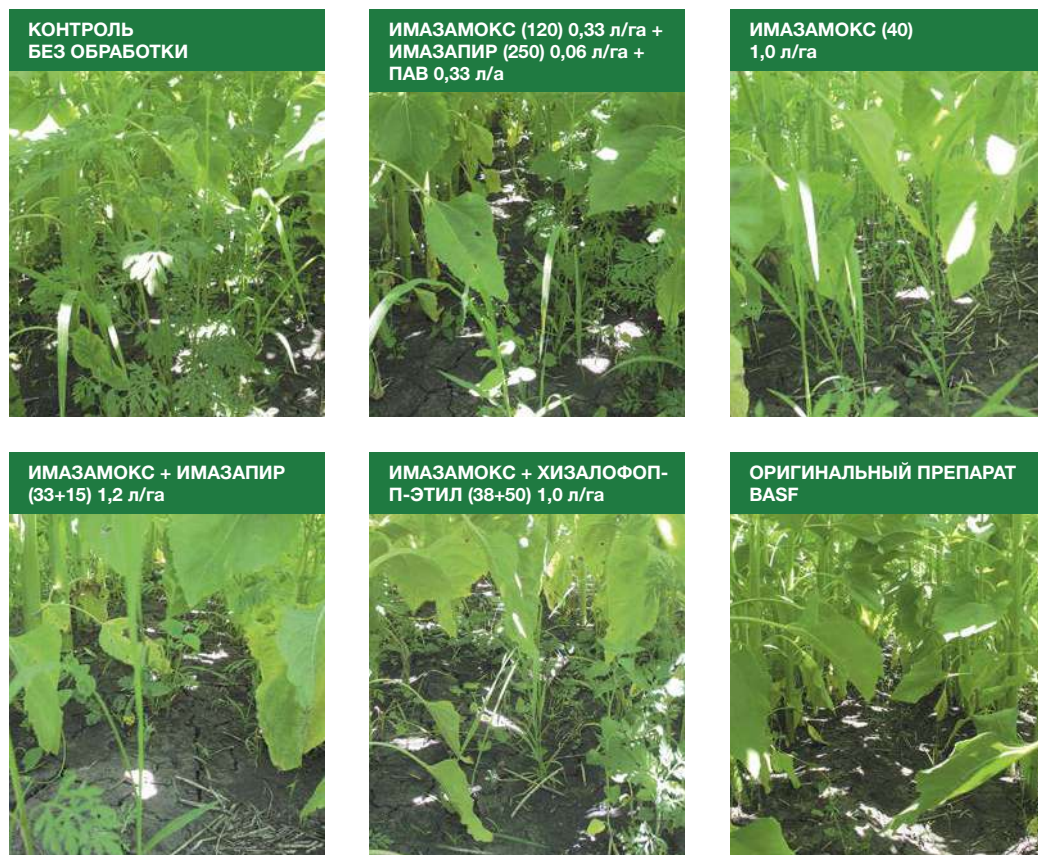 КОНТРОЛЬ
БЕЗ ОБРАБОТКИ
ИМАЗАМОКС (120) 0,33 л/га +
ИМАЗАПИР (250) 0,06 л/га +
ПАВ 0,33 л/а
ИМАЗАМОКС (40)
1,0 л/га
ИМАЗАМОКС + ИМАЗАПИР
(33+15) 1,2 л/га
ИМАЗАМОКС + ХИЗАЛОФОП-
П-ЭТИЛ (38+50) 1,0 л/га
ОРИГИНАЛЬНЫЙ ПРЕПАРАТ
BASF